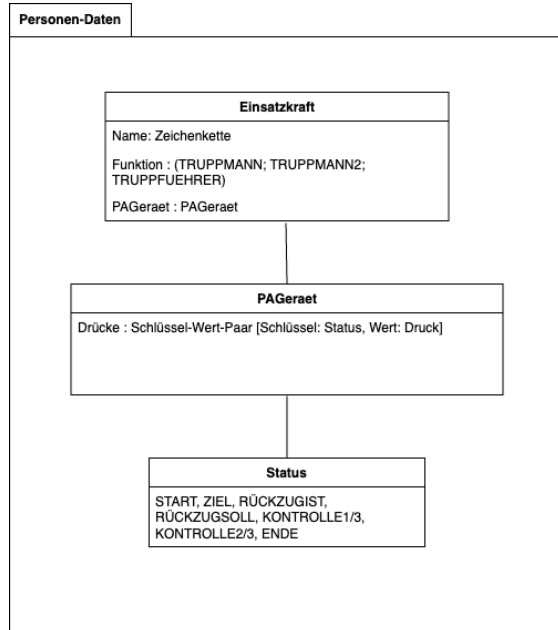 Personen-Daten
Einsatzkraft
Name: Zeichenkette
Funktion : (TRUPPMANN; TRUPPMANN2;
TRUPPFUEHRER)
PAGeraet : PAGeraet
PAGeraet
Drücke : Schlüssel-Wert-Paar [Schlüssel: Status, Wert: Druck]
Status
START, ZIEL, RÜCKZUGIST,
RÜCKZUGSOLL, KONTROLLE1/3,
KONTROLLE2/3, ENDE